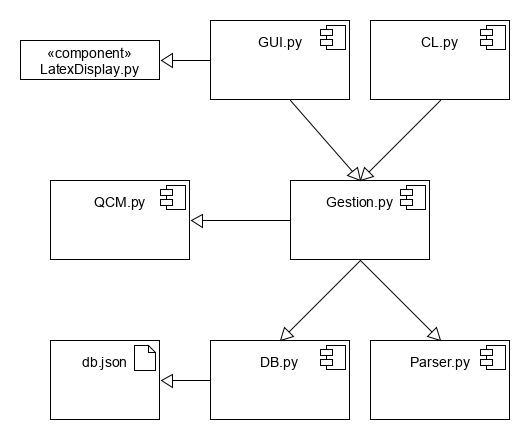 «component»
LatexDisplay.py
GUI.py
CL.py
QCM.py
Gestion.py
db.json
DB.py
Parser.py